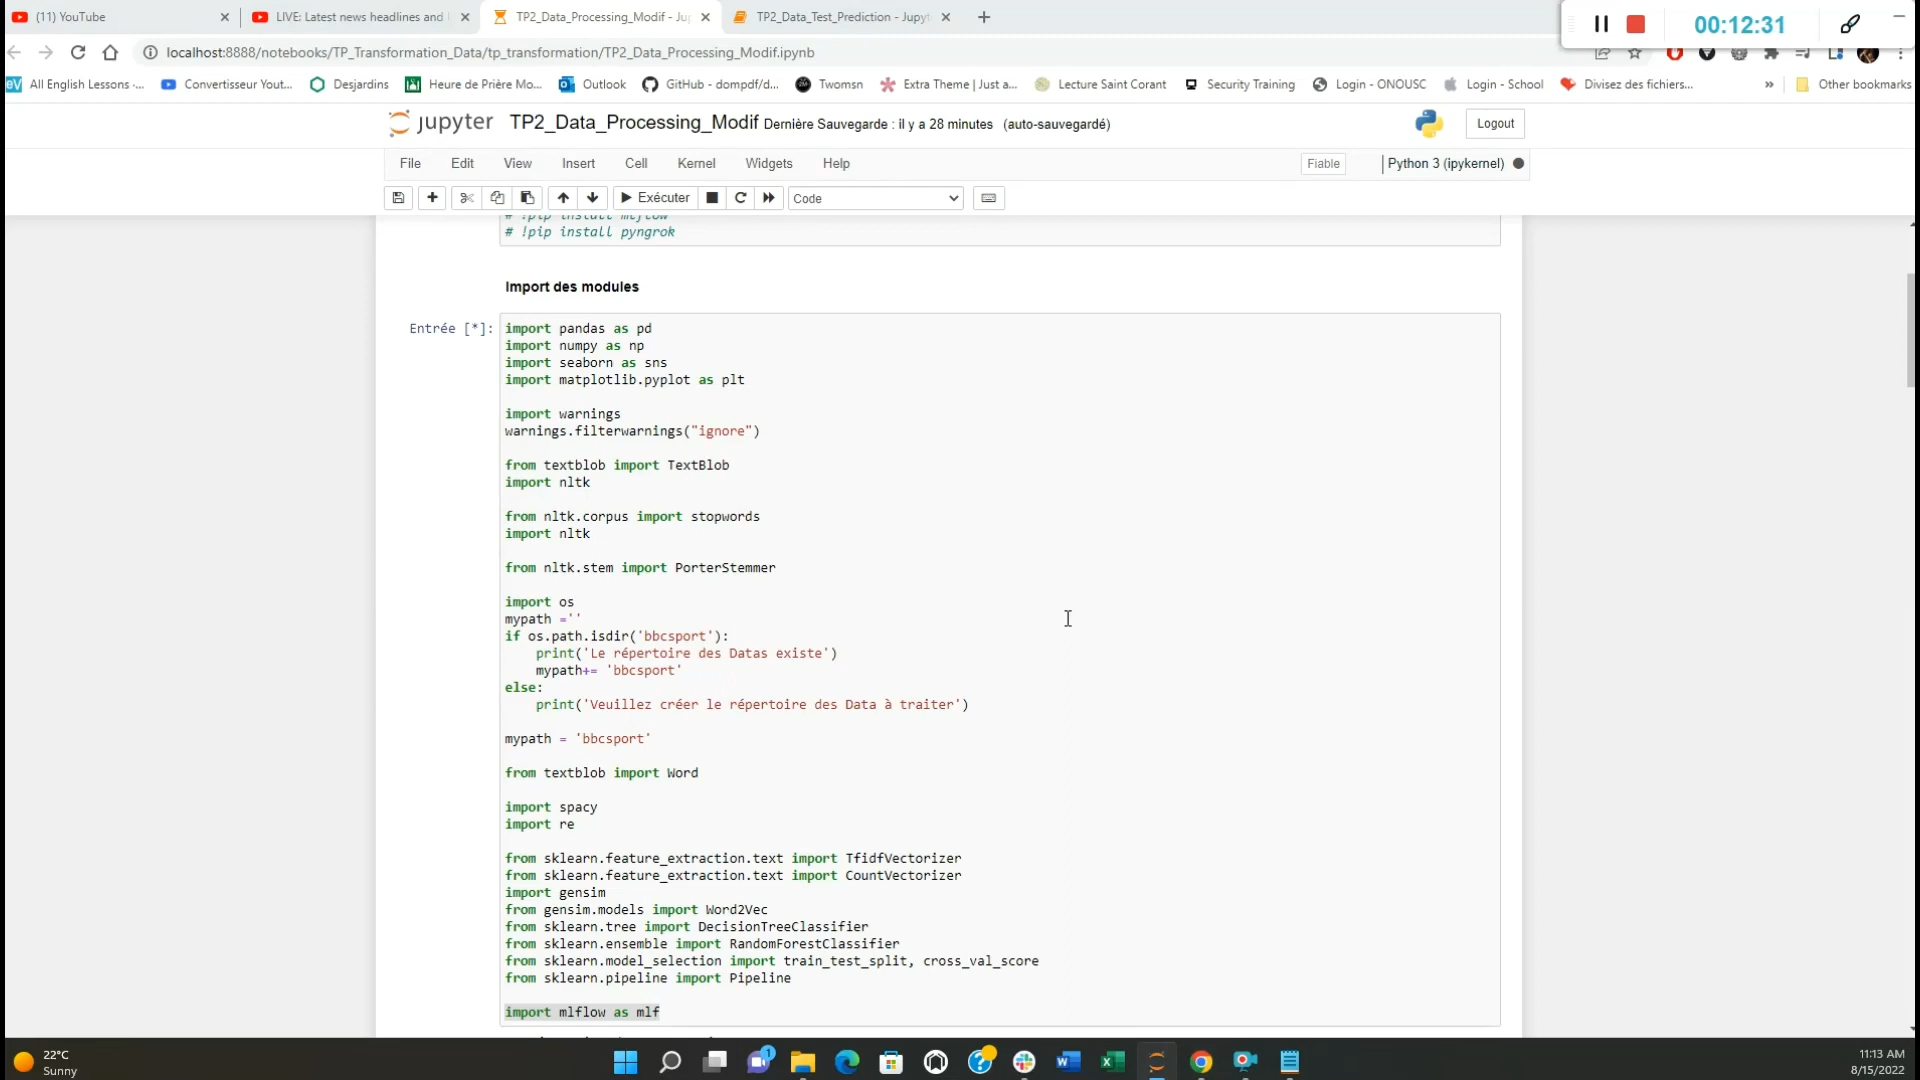 (11) YouTube
LIVE: Latest news headlines and
TP2_Data_Processing_Modif - Ju
TP2_Data_Test_Prediction - Jupyt
00:12:31
localhost:8888/notebooks/TP_Transformation_Data/tp_transformation/TP2_Data_Processing_Modif.ipynb
All English Lessons -...
Convertisseur Yout...
Desjardins
Heure de Prière Mo...
Outlook
GitHub - dompdf/d...
Twomsn
Extra Theme | Just a...
Lecture Saint Corant
Security Training
Login - ONOUSC
Login - School
Divisez des fichiers...
»
Other bookmarks
jupyter TP2_Data_Processing_Modif Dernière Sauvegarde : il y a 28 minutes (auto-sauvegardé)
Logout
File Edit View Insert Cell Kernel Widgets Help
Fiable
Python 3 (ipykernel)
Exécuter
Code
# !pip install mlflow
# !pip install pyngrok
Import des modules
Entrée [*]:
import pandas as pd
import numpy as np
import seaborn as sns
import matplotlib.pyplot as plt
import warnings
warnings.filterwarnings("ignore")
from textblob import TextBlob
import nltk
from nltk.corpus import stopwords
import nltk
from nltk.stem import PorterStemmer
import os
mypath =''
if os.path.isdir('bbcsport'):
print('Le répertoire des Datas existe')
mypath+= 'bbcsport'
else:
print('Veuillez créer le répertoire des Data à traiter')
mypath = 'bbcsport'
from textblob import Word
import spacy
import re
from sklearn.feature_extraction.text import TfidfVectorizer
from sklearn.feature_extraction.text import CountVectorizer
import gensim
from gensim.models import Word2Vec
from sklearn.tree import DecisionTreeClassifier
from sklearn.ensemble import RandomForestClassifier
from sklearn.model_selection import train_test_split, cross_val_score
from sklearn.pipeline import Pipeline
import mlflow as mlf
22°C
Sunny
11:13 AM
8/15/2022